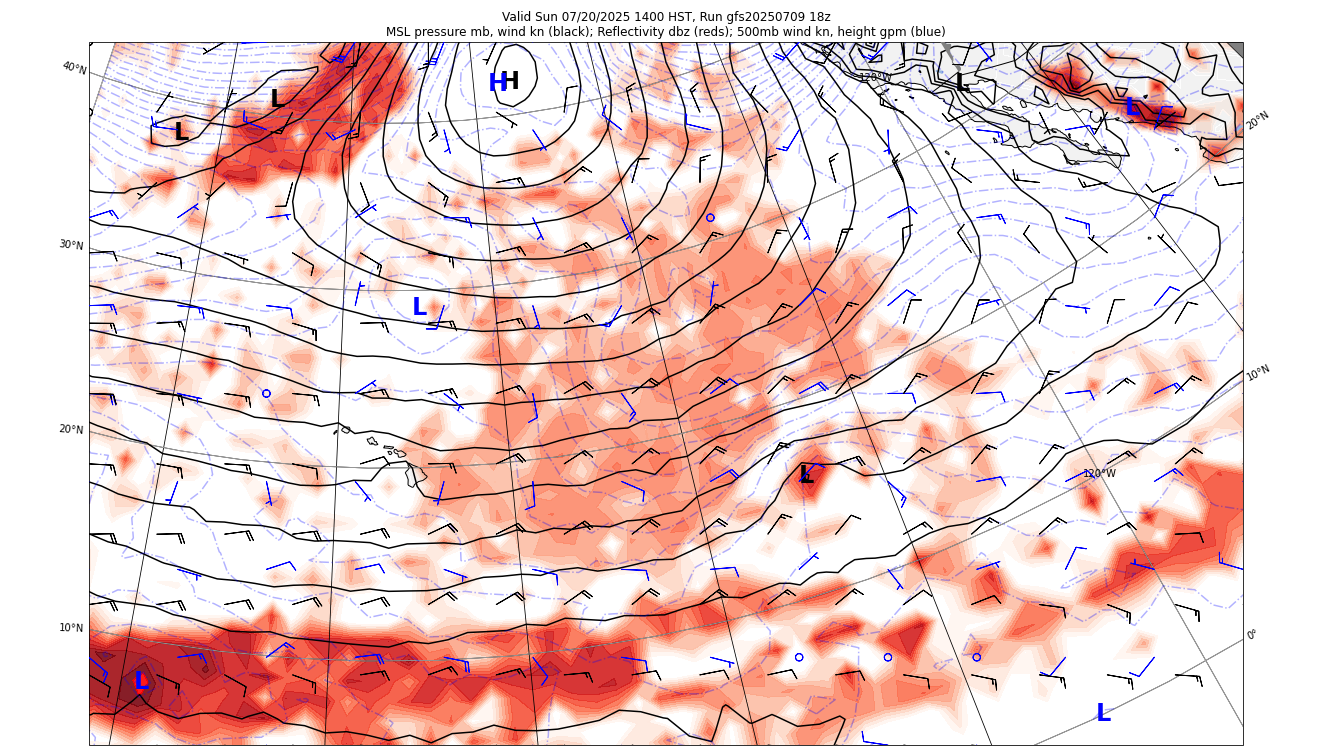 Valid Sun 07/20/2025 1400 HST, Run gfs20250709 18z
MSL pressure mb, wind kn (black); Reflectivity dbz (reds); 500mb wind kn, height gpm (blue)
40°N
H H
120°W
L
L
L
L
20°N
30°N
L
10°N
20°N
L
120°W
10°N
0°
L
L